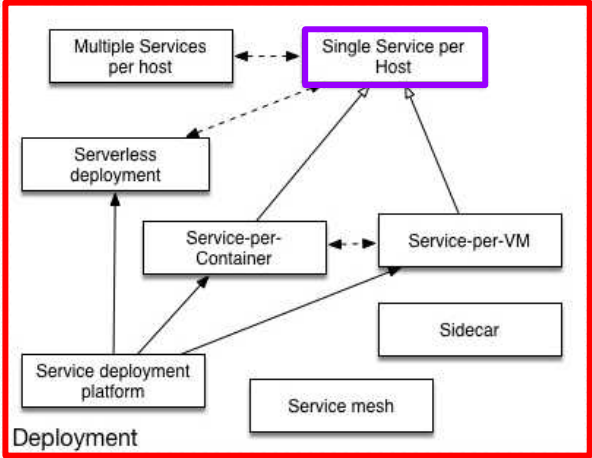 Multiple Services
per host
Single Service per
Host
Serverless
deployment
Service-per-
Container
Service-per-VM
Sidecar
Service deployment
platform
Service mesh
Deployment